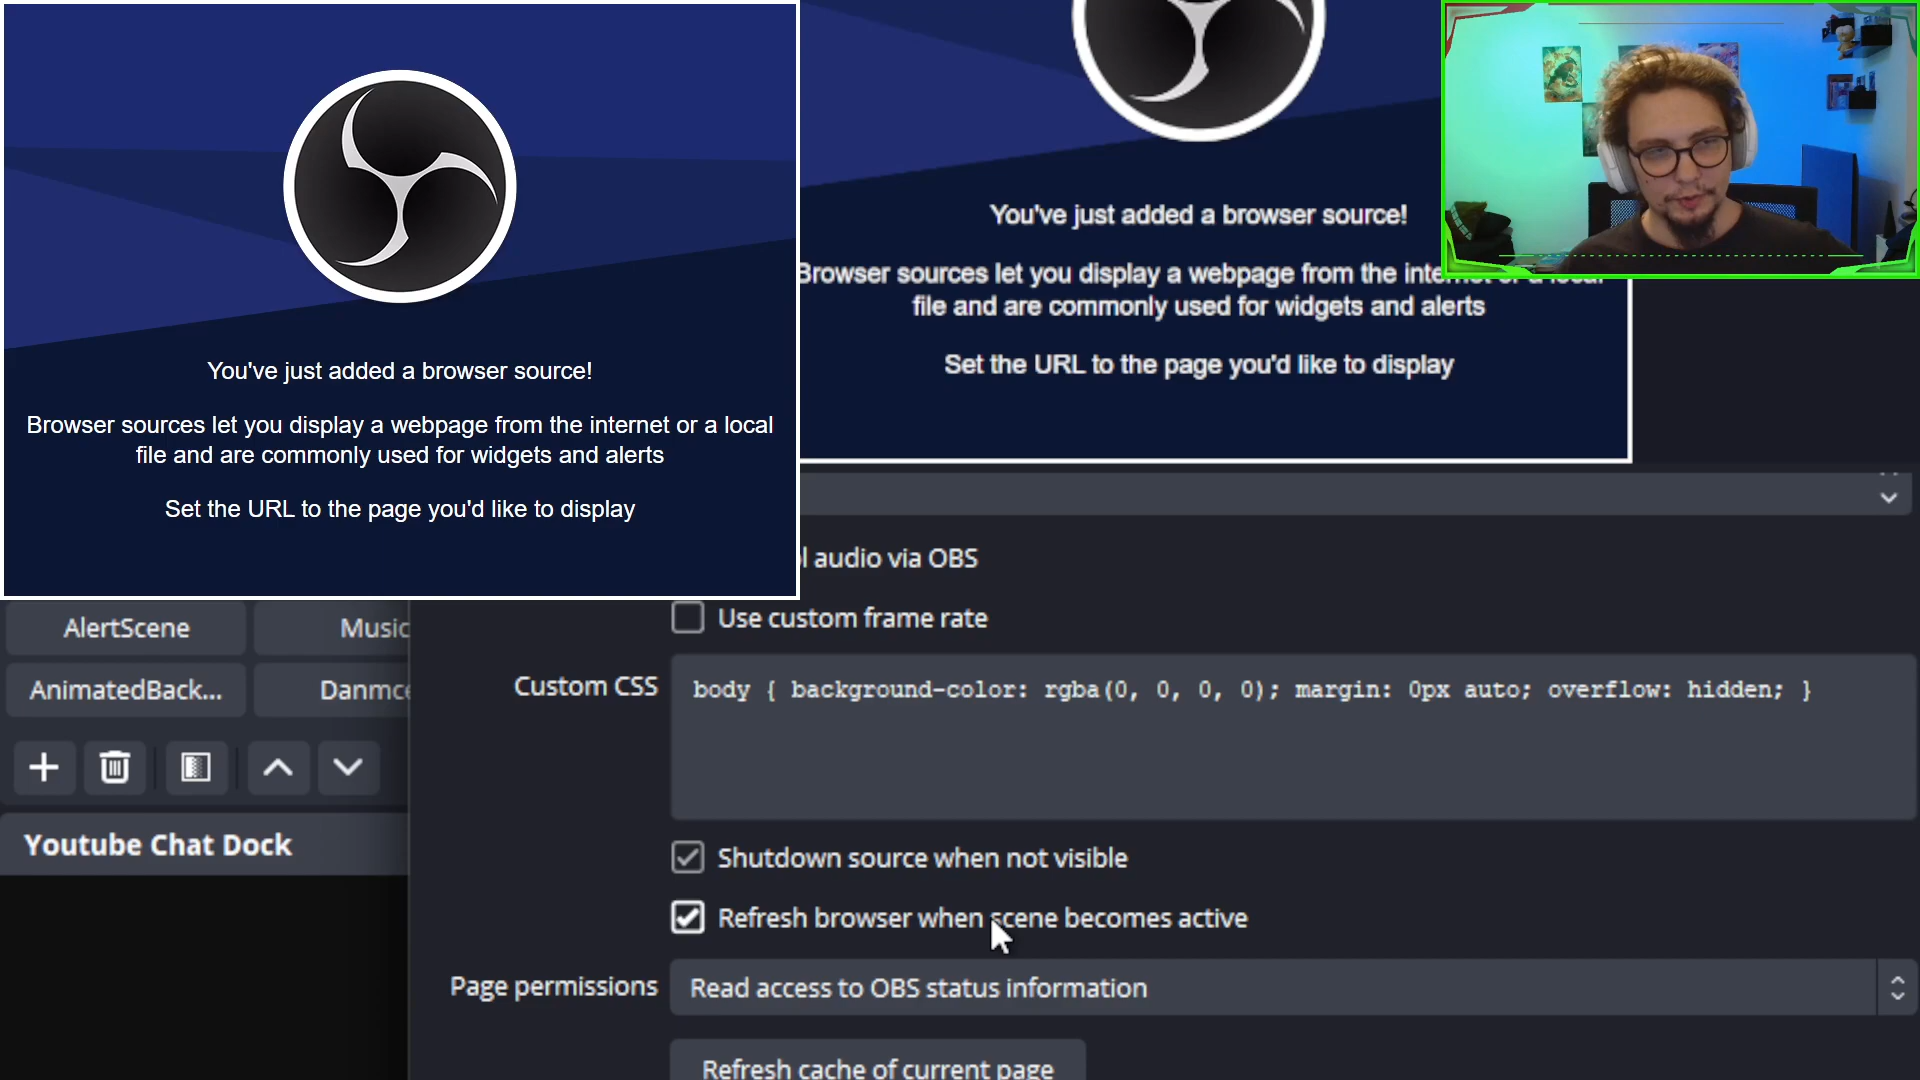 You've just added a browser source!
Browser sources let you display a webpage from the internet or a local
file and are commonly used for widgets and alerts
Set the URL to the page you'd like to display
You've just added a browser source!
Browser sources let you display a webpage from the
file and are commonly used for widgets and alerts
Set the URL to the page you'd like to display
audio via OBS
Use custom frame rate
Custom CSS
body { background-color: rgba(0, 0, 0, 0); margin: 0px auto; overflow: hidden; }
Shutdown source when not visible
Refresh browser when scene becomes active
Page permissions
Read access to OBS status information
Refresh cache of current page
AlertScene
Music
AnimatedBack...
Danmc
Youtube Chat Dock